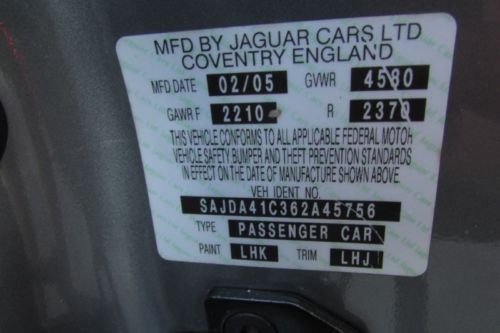 MFD BY JAGUAR CARS LTD
COVENTRY ENGLAND
MFD DATE 02/05 GVWR 4580
GAWR F 2210 R 2370
THIS VEHICLE CONFORMS TO ALL APPLICABLE FEDERAL MOTOR
VEHICLE SAFETY BUMPER AND THEFT PREVENTION STANDARDS
IN EFFECT ON THE DATE OF MANUFACTURE SHOWN ABOVE.
VEH IDENT NO.
SAJDA41C362A45756
TYPE PASSENGER CAR
PAINT LHK TRIM LHJ